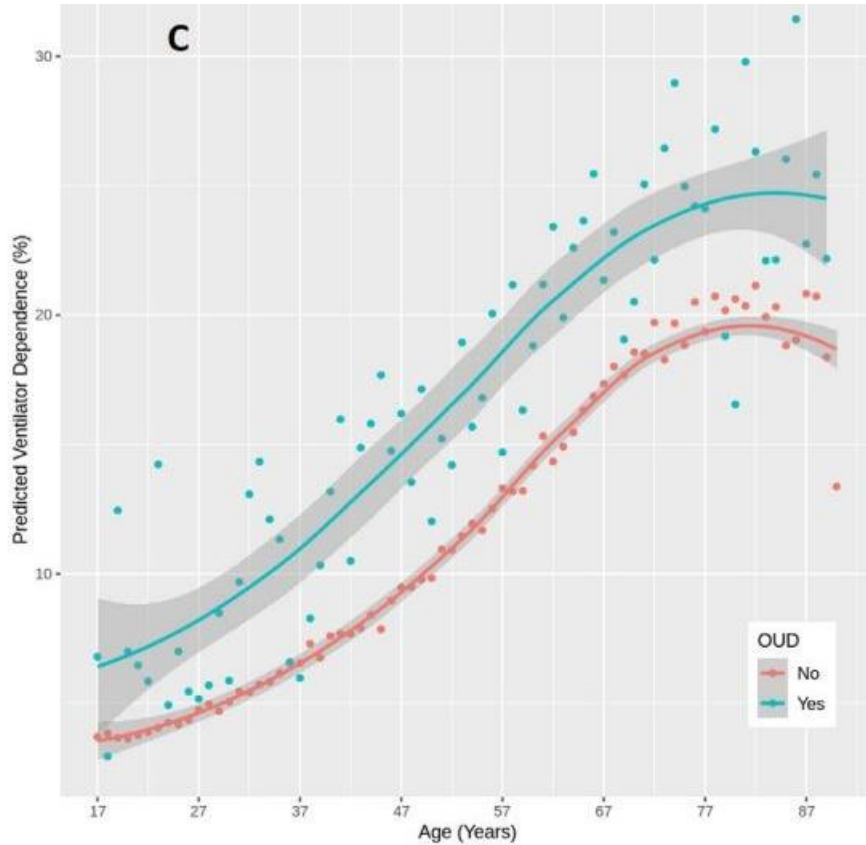 C
Predicted Ventilator Dependence (%)
30
20
10
OUD
No
Yes
17 27 37 47 57 67 77 87
Age (Years)